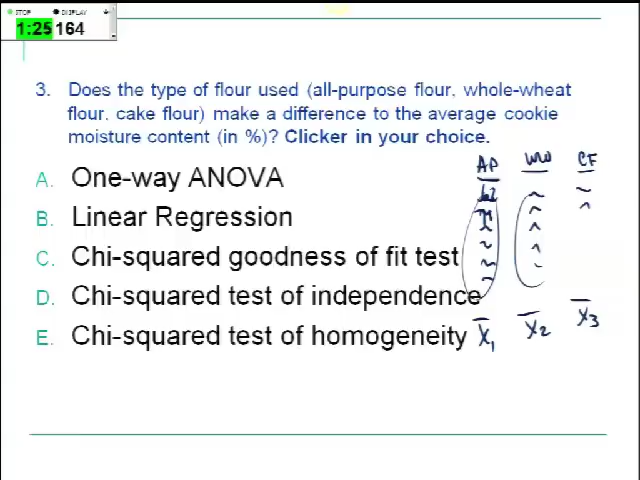 STOP DISPLAY
1:25 164
3. Does the type of flour used (all-purpose flour, whole-wheat
flour, cake flour) make a difference to the average cookie
moisture content (in %)? Clicker in your choice.
AP WW CF
A. One-way ANOVA
B. Linear Regression
C. Chi-squared goodness of fit test
D. Chi-squared test of independence
E. Chi-squared test of homogeneity
X̄₁ X̄₂ X̄₃